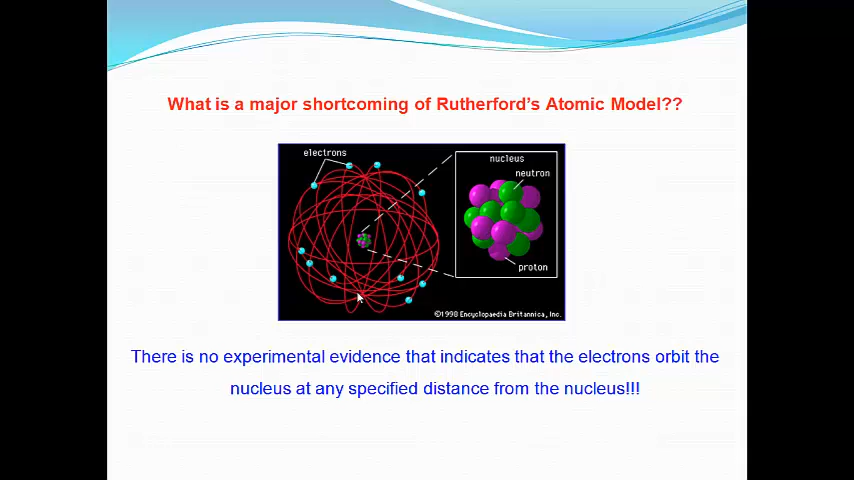 What is a major shortcoming of Rutherford's Atomic Model??
electrons
nucleus
neutron
proton
©1998 Encyclopaedia Britannica, Inc.
There is no experimental evidence that indicates that the electrons orbit the
nucleus at any specified distance from the nucleus!!!